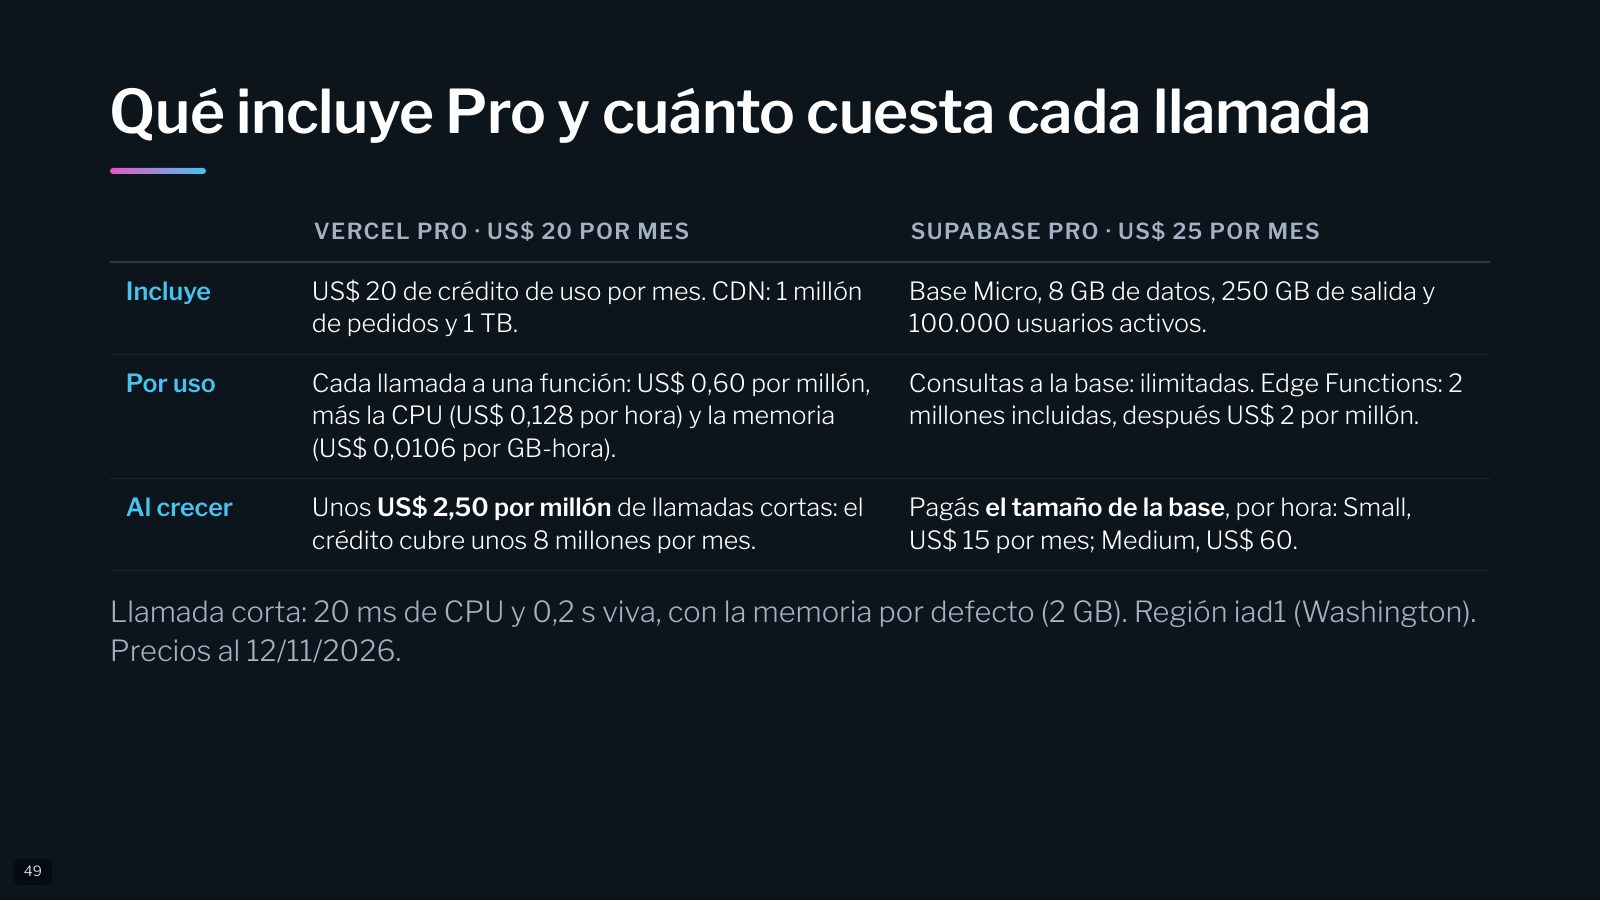 Qué incluye Pro y cuánto cuesta cada llamada
VERCEL PRO · US$ 20 POR MES
SUPABASE PRO · US$ 25 POR MES
Incluye
US$ 20 de crédito de uso por mes. CDN: 1 millón
de pedidos y 1 TB.
Base Micro, 8 GB de datos, 250 GB de salida y
100.000 usuarios activos.
Por uso
Cada llamada a una función: US$ 0,60 por millón,
más la CPU (US$ 0,128 por hora) y la memoria
(US$ 0,0106 por GB-hora).
Consultas a la base: ilimitadas. Edge Functions: 2
millones incluidas, después US$ 2 por millón.
Al crecer
Unos US$ 2,50 por millón de llamadas cortas: el
crédito cubre unos 8 millones por mes.
Pagás el tamaño de la base, por hora: Small,
US$ 15 por mes; Medium, US$ 60.
Llamada corta: 20 ms de CPU y 0,2 s viva, con la memoria por defecto (2 GB). Región iad1 (Washington).
Precios al 12/11/2026.
49